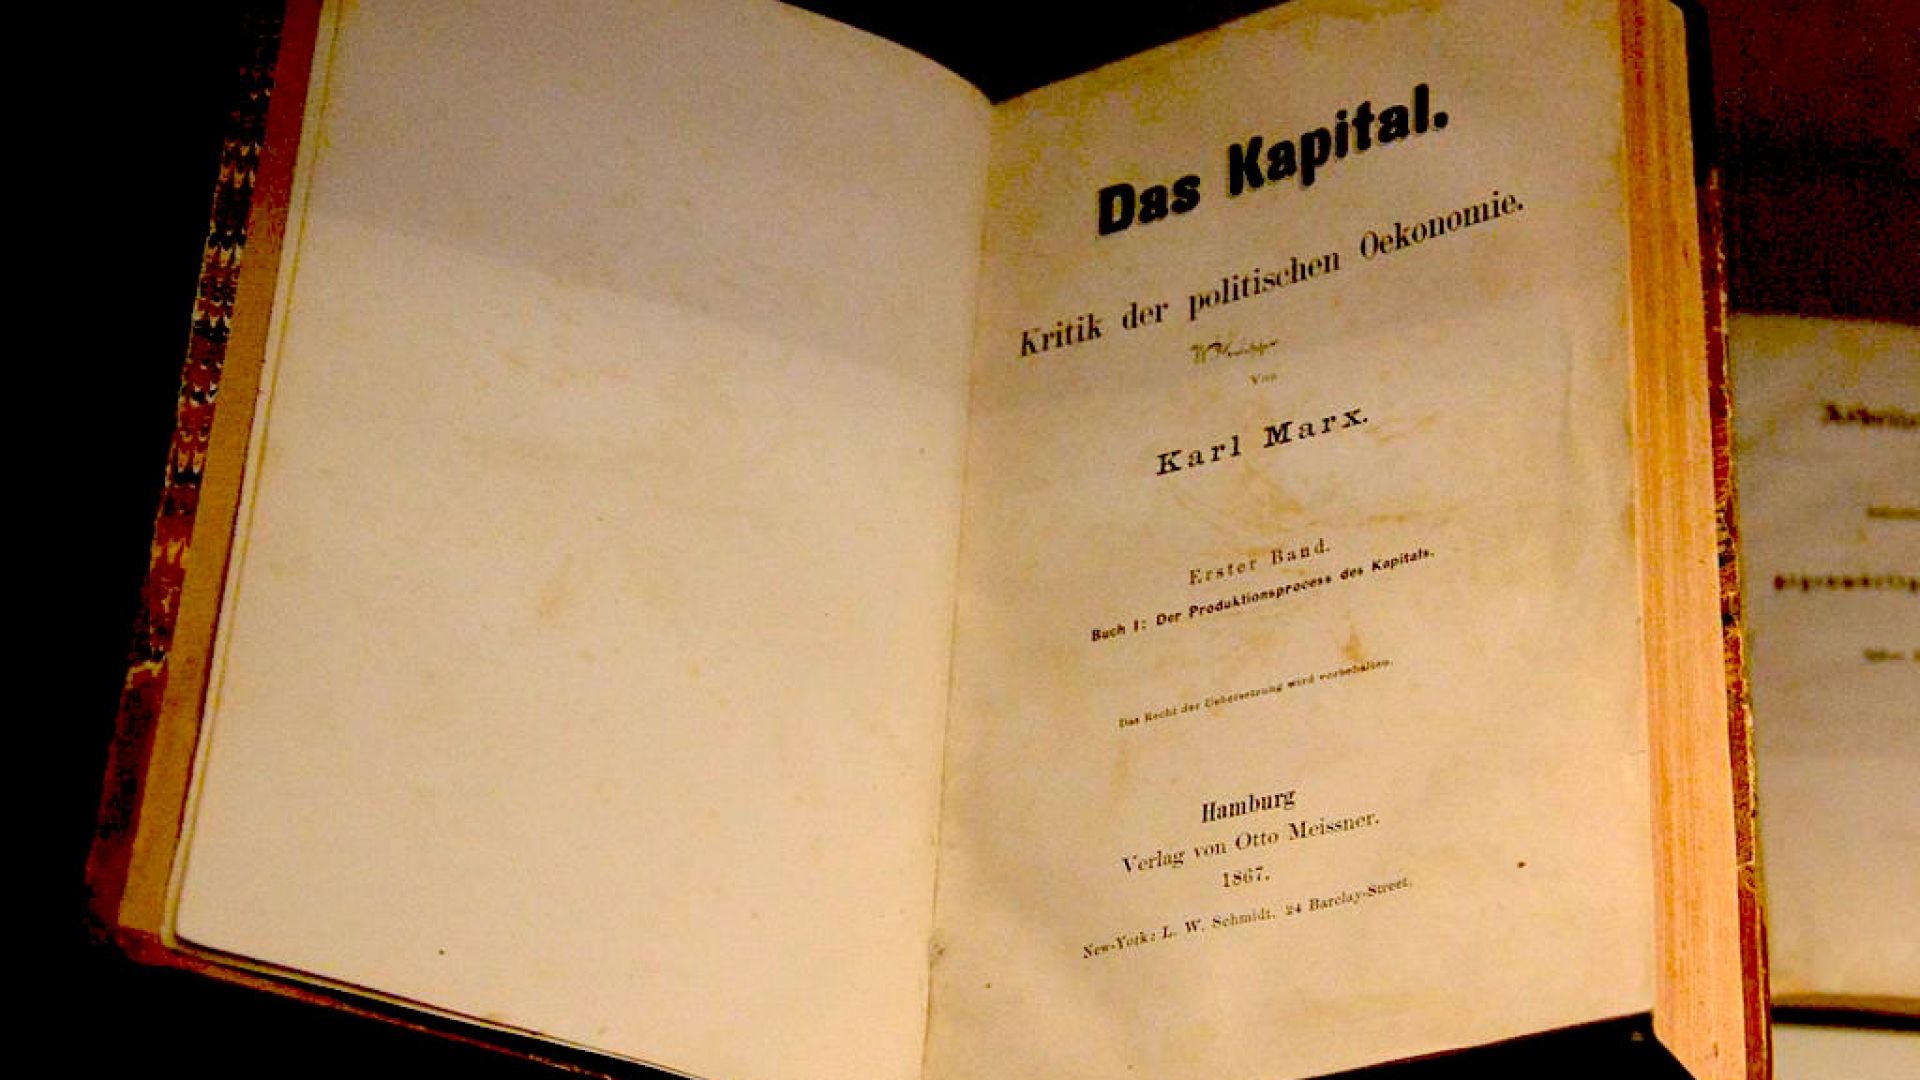 Das Kapital.
Kritik der politischen Oekonomie.
Von
Karl Marx.
Erster Band.
Buch I: Der Produktionsprocess des Kapitals.
Das Recht der Uebersetzung wird vorbehalten.
Hamburg
Verlag von Otto Meissner.
1867.
New-York: L. W. Schmidt. 24 Barclay-Street.